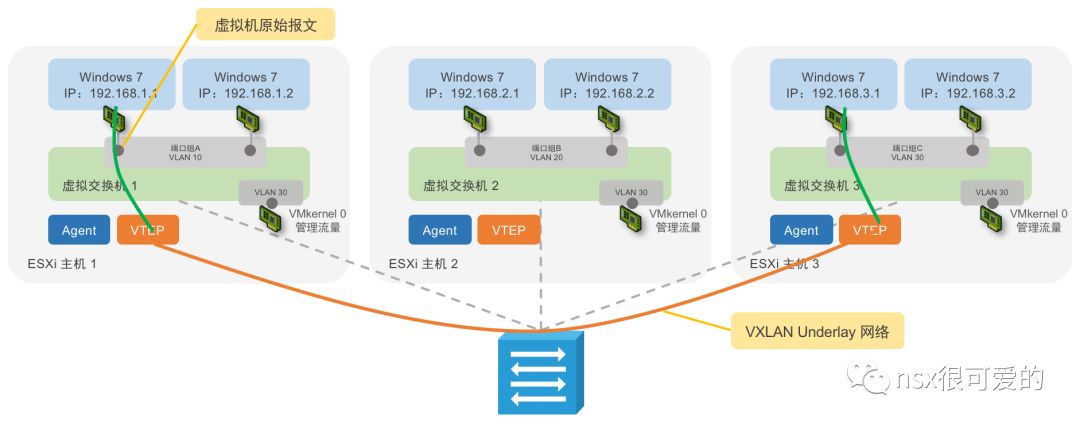 虚拟机原始报文
Windows 7
IP：192.168.1.1
Windows 7
IP：192.168.1.2
端口组A
VLAN 10
虚拟交换机 1
VLAN 30
VMkernel 0
管理流量
Agent
VTEP
ESXi 主机 1
Windows 7
IP：192.168.2.1
Windows 7
IP：192.168.2.2
端口组B
VLAN 20
虚拟交换机 2
VLAN 30
VMkernel 0
管理流量
Agent
VTEP
ESXi 主机 2
Windows 7
IP：192.168.3.1
Windows 7
IP：192.168.3.2
端口组C
VLAN 30
虚拟交换机 3
VLAN 30
VMkernel 0
管理流量
Agent
VTEP
ESXi 主机 3
VXLAN Underlay 网络
nsx很可爱的